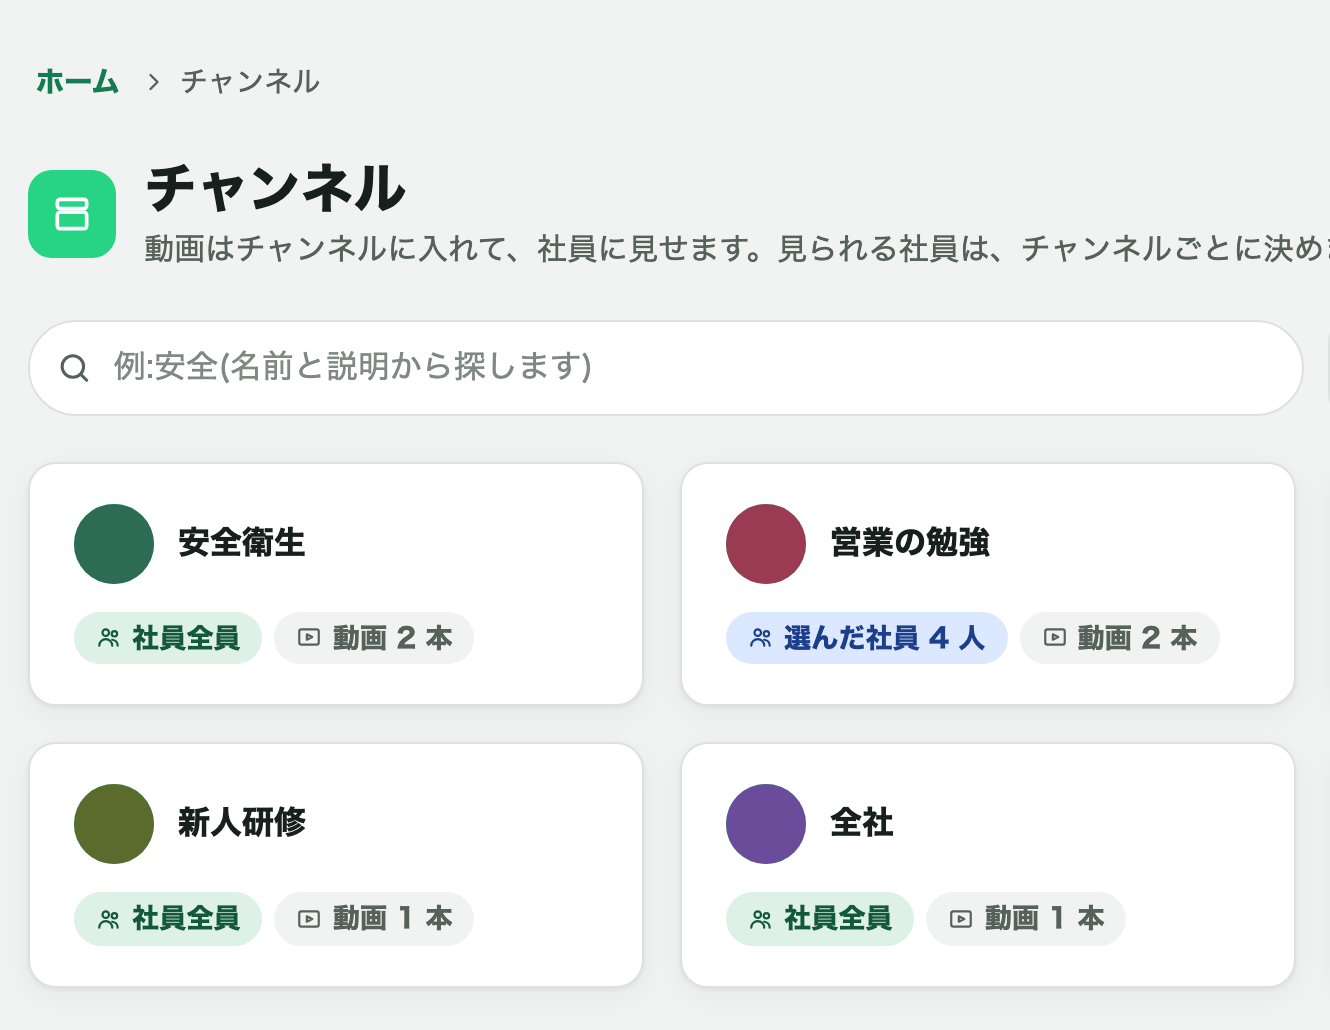 ホーム > チャンネル
チャンネル
動画はチャンネルに入れて、社員に見せます。見られる社員は、チャンネルごとに決め
例:安全(名前と説明から探します)
安全衛生
社員全員 動画 2 本
営業の勉強
選んだ社員 4 人 動画 2 本
新人研修
社員全員 動画 1 本
全社
社員全員 動画 1 本